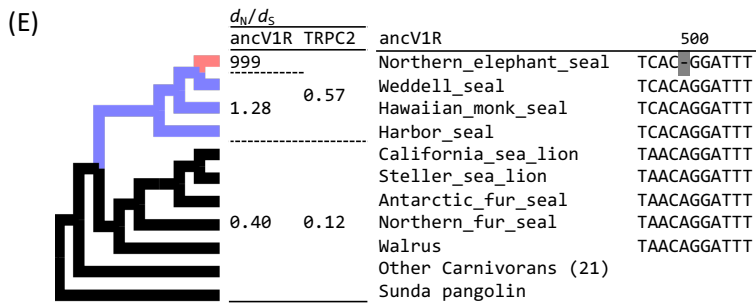 (E)
dN/dS
ancV1R TRPC2 ancV1R 500
999 Northern_elephant_seal TCAC-GGATTT
Weddell_seal TCACAGGATTT
0.57
1.28 Hawaiian_monk_seal TCACAGGATTT
Harbor_seal TCACAGGATTT
California_sea_lion TAACAGGATTT
Steller_sea_lion TAACAGGATTT
Antarctic_fur_seal TAACAGGATTT
0.40 0.12 Northern_fur_seal TAACAGGATTT
Walrus TAACAGGATTT
Other Carnivorans (21)
Sunda pangolin